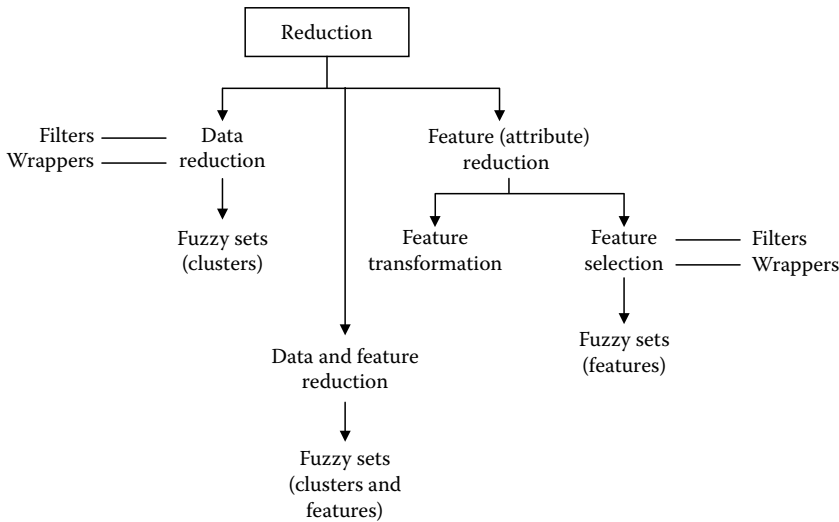 Reduction
Filters
Wrappers
Data
reduction
Feature (attribute)
reduction
Fuzzy sets
(clusters)
Feature
transformation
Feature
selection
Filters
Wrappers
Data and feature
reduction
Fuzzy sets
(features)
Fuzzy sets
(clusters and
features)